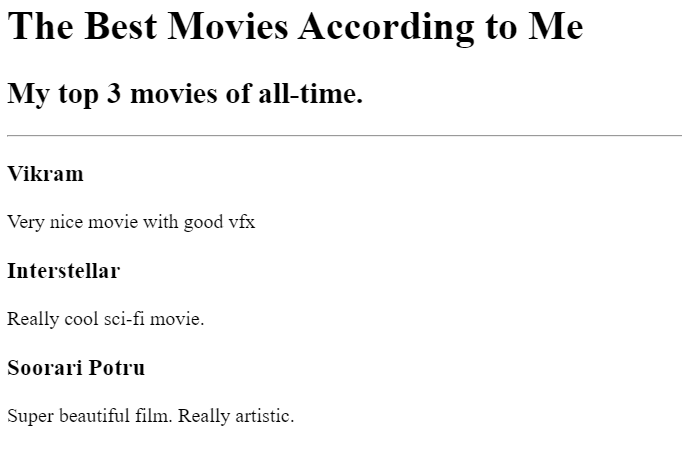 The Best Movies According to Me
My top 3 movies of all-time.
Vikram
Very nice movie with good vfx
Interstellar
Really cool sci-fi movie.
Soorari Potru
Super beautiful film. Really artistic.